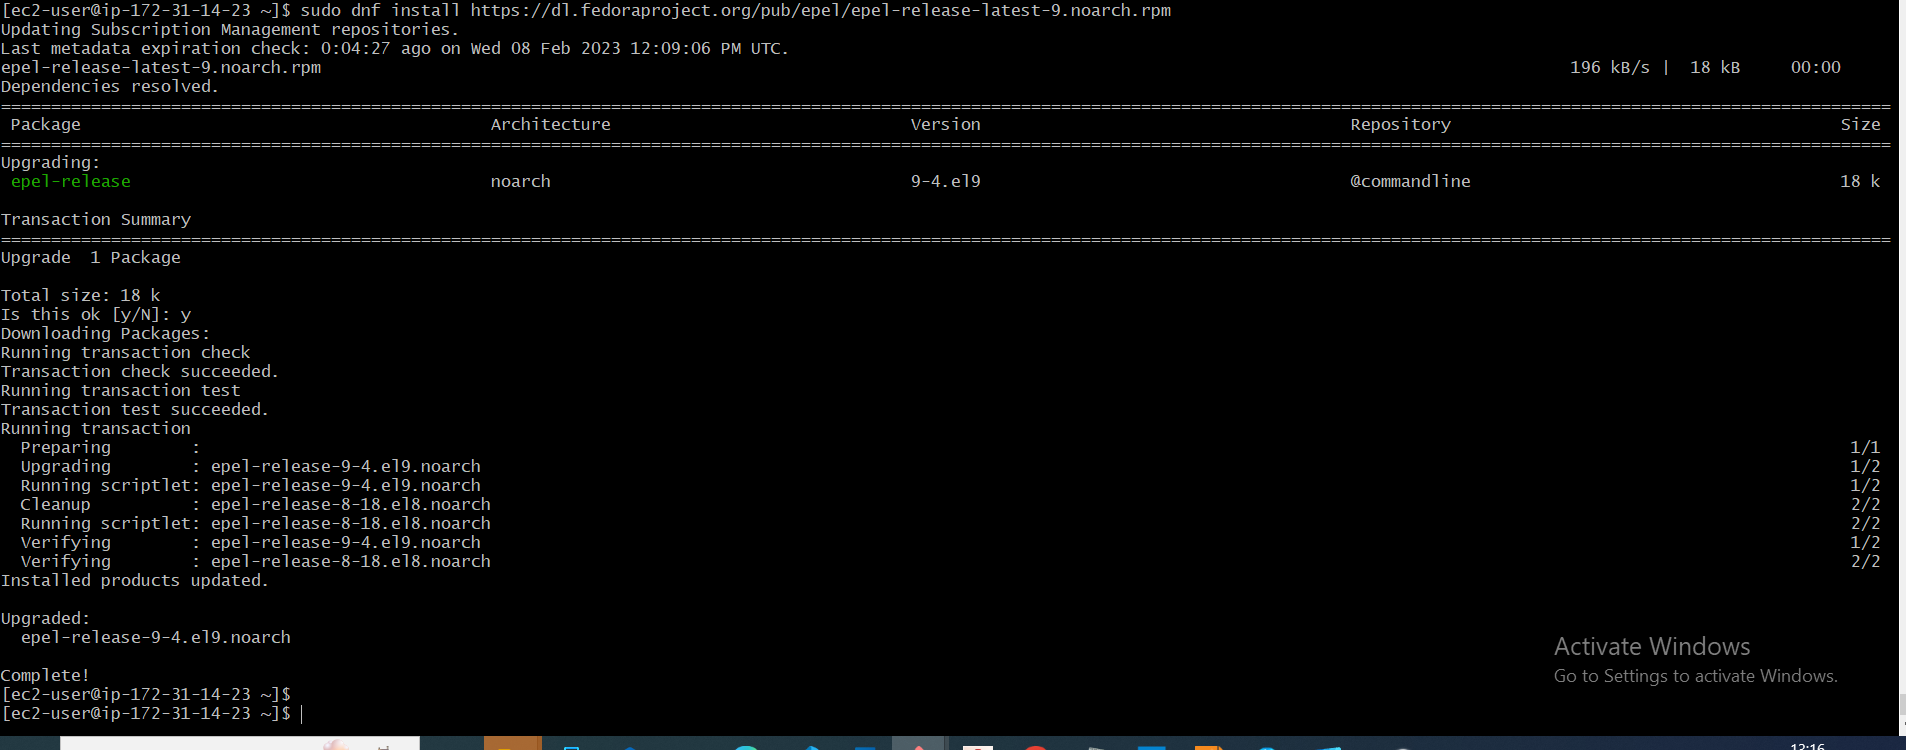 [ec2-user@ip-172-31-14-23 ~]$ sudo dnf install https://dl.fedoraproject.org/pub/epel/epel-release-latest-9.noarch.rpm
Updating Subscription Management repositories.
Last metadata expiration check: 0:04:27 ago on Wed 08 Feb 2023 12:09:06 PM UTC.
epel-release-latest-9.noarch.rpm 196 kB/s | 18 kB 00:00
Dependencies resolved.
Package Architecture Version Repository Size
Upgrading:
epel-release noarch 9-4.el9 @commandline 18 k
Transaction Summary
Upgrade 1 Package
Total size: 18 k
Is this ok [y/N]: y
Downloading Packages:
Running transaction check
Transaction check succeeded.
Running transaction test
Transaction test succeeded.
Running transaction
Preparing : 1/1
Upgrading : epel-release-9-4.el9.noarch 1/2
Running scriptlet: epel-release-9-4.el9.noarch 1/2
Cleanup : epel-release-8-18.el8.noarch 2/2
Running scriptlet: epel-release-8-18.el8.noarch 2/2
Verifying : epel-release-9-4.el9.noarch 1/2
Verifying : epel-release-8-18.el8.noarch 2/2
Installed products updated.
Upgraded:
epel-release-9-4.el9.noarch
Complete!
[ec2-user@ip-172-31-14-23 ~]$
[ec2-user@ip-172-31-14-23 ~]$
Activate Windows
Go to Settings to activate Windows.